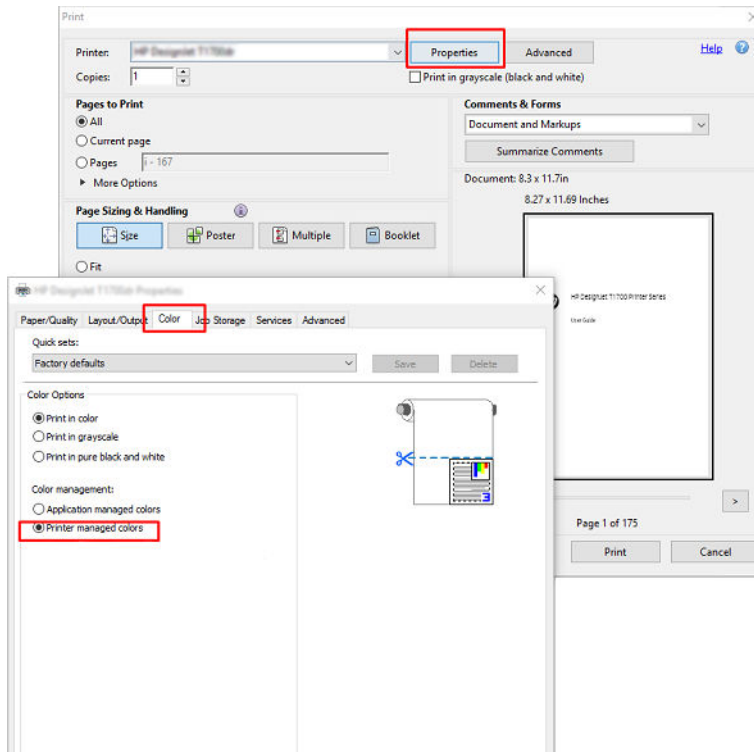 Print
Printer: HP DesignJet T1700dr Properties Advanced Help ?
Copies: 1 Print in grayscale (black and white)
Pages to Print
All
Current page
Pages i - 167
More Options
Comments & Forms
Document and Markups
Summarize Comments
Page Sizing & Handling
Size Poster Multiple Booklet
Fit
Document: 8.3 x 11.7in
8.27 x 11.69 Inches
HP DesignJet T1700 Printer Series
User Guide
>
Page 1 of 175
Print Cancel
Paper/Quality Layout/Output Color Job Storage Services Advanced
Quick sets:
Factory defaults Save Delete
Color Options
Print in color
Print in grayscale
Print in pure black and white
3
Color management:
Application managed colors
Printer managed colors